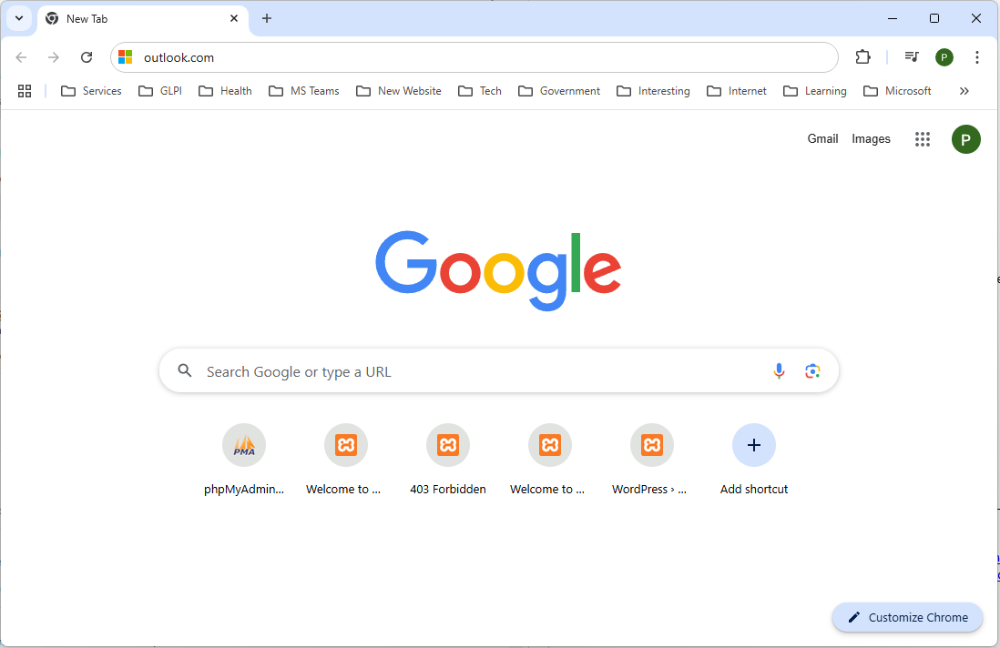 New Tab
outlook.com
Services GLPI Health MS Teams New Website Tech Government Interesting Internet Learning Microsoft
P
Gmail Images P
Google
Search Google or type a URL
PMA
phpMyAdmin... Welcome to ... 403 Forbidden Welcome to ... WordPress › ... Add shortcut
Customize Chrome